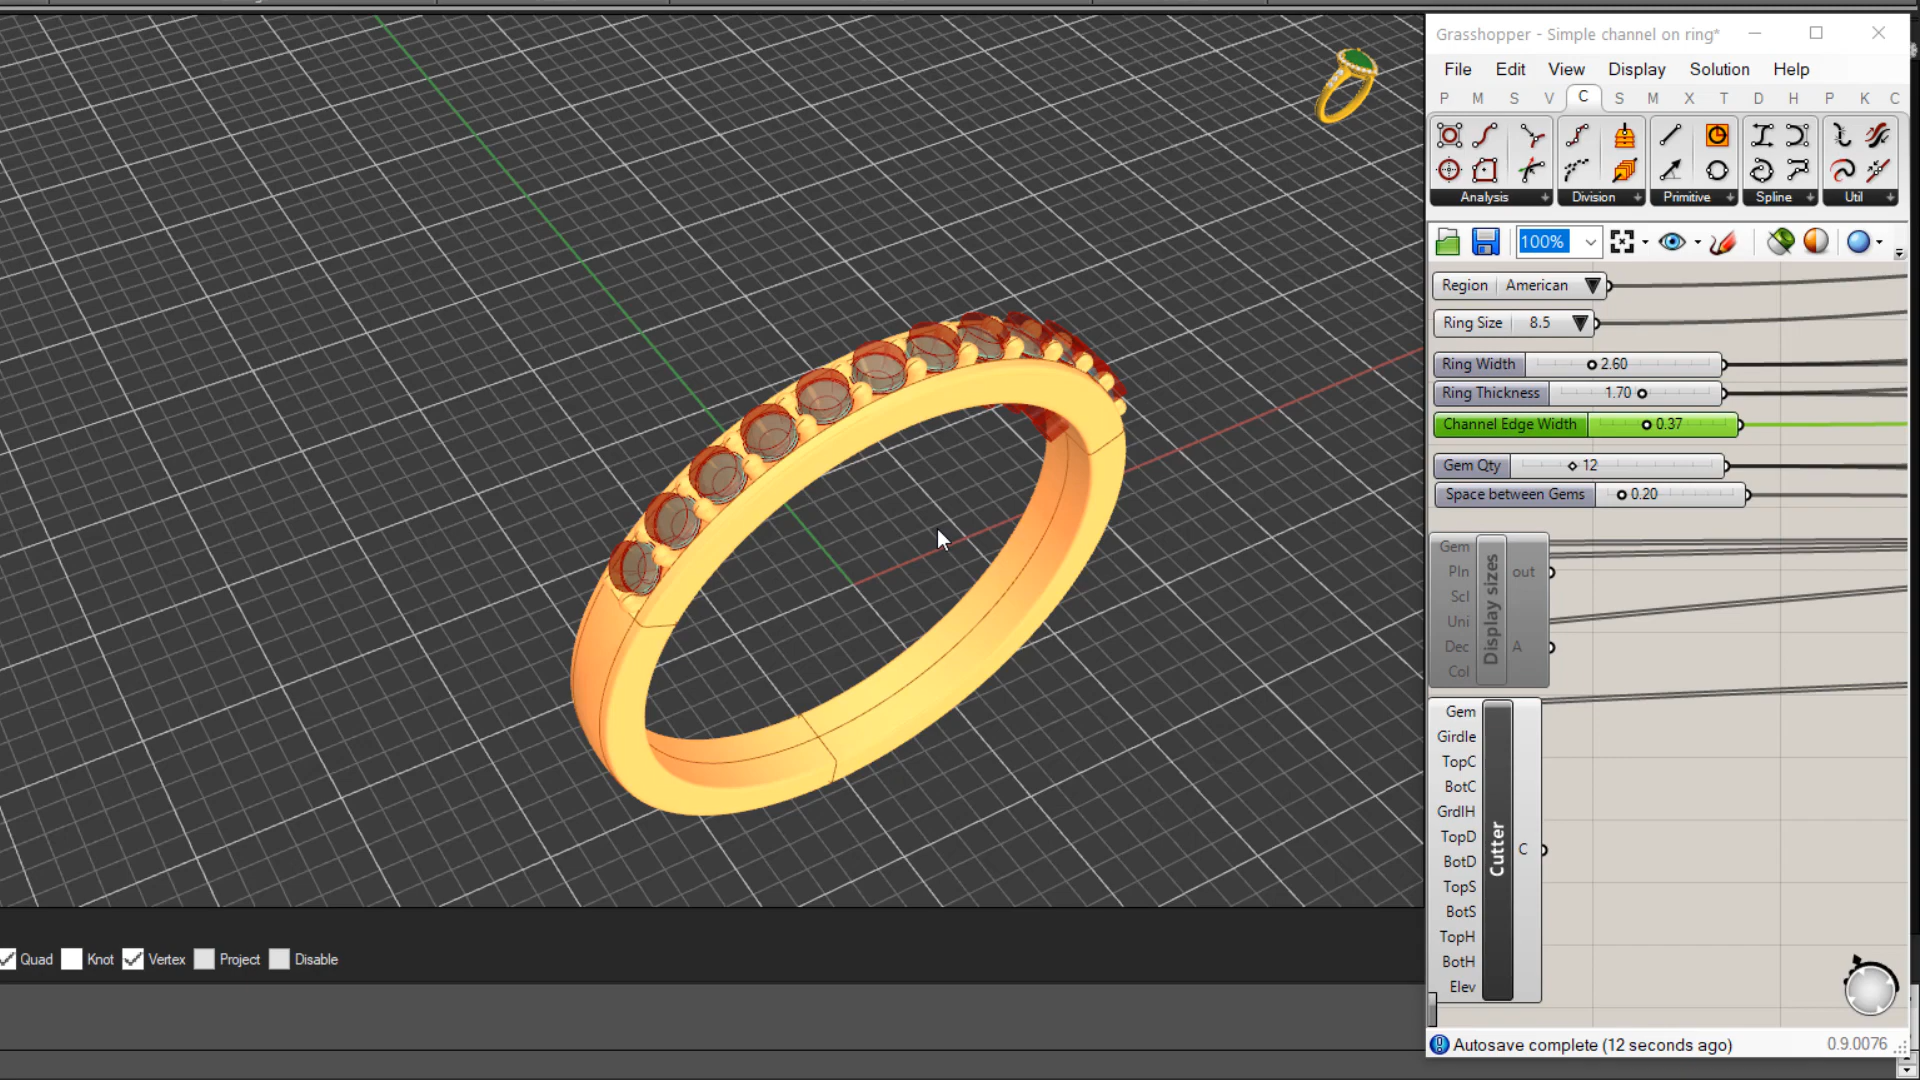 Grasshopper - Simple channel on ring*
File Edit View Display Solution Help
P M S V C S M X T D H P K C
Analysis Division Primitive Spline Util
100%
Region American
Ring Size 8.5
Ring Width 2.60
Ring Thickness 1.70
Channel Edge Width 0.37
Gem Qty 12
Space between Gems 0.20
Gem
Pln
Scl
Uni
Dec
Col
Display sizes
out
A
Gem
Girdle
TopC
BotC
GrdlH
TopD
BotD
TopS
BotS
TopH
BotH
Elev
Cutter
C
Quad Knot Vertex Project Disable
Autosave complete (12 seconds ago) 0.9.0076